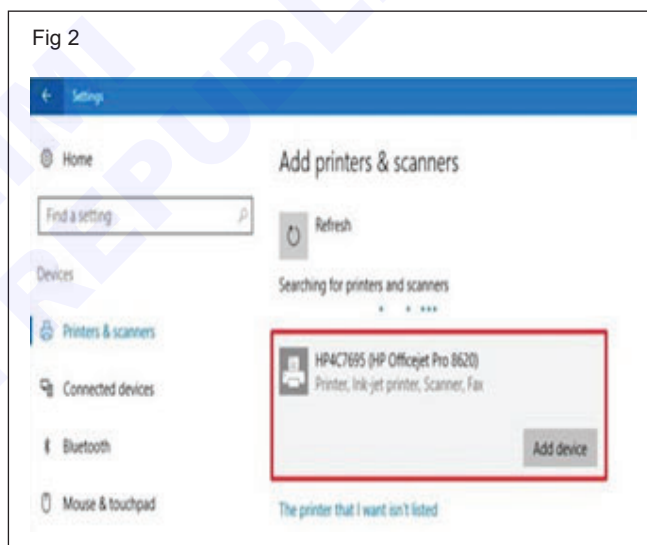 Fig 2
Settings
Home
Find a setting
Devices
Printers & scanners
Connected devices
Bluetooth
Mouse & touchpad
Add printers & scanners
Refresh
Searching for printers and scanners
HP4C7695 (HP Officejet Pro 8620)
Printer, Ink-jet printer, Scanner, Fax
Add device
The printer that I want isn't listed